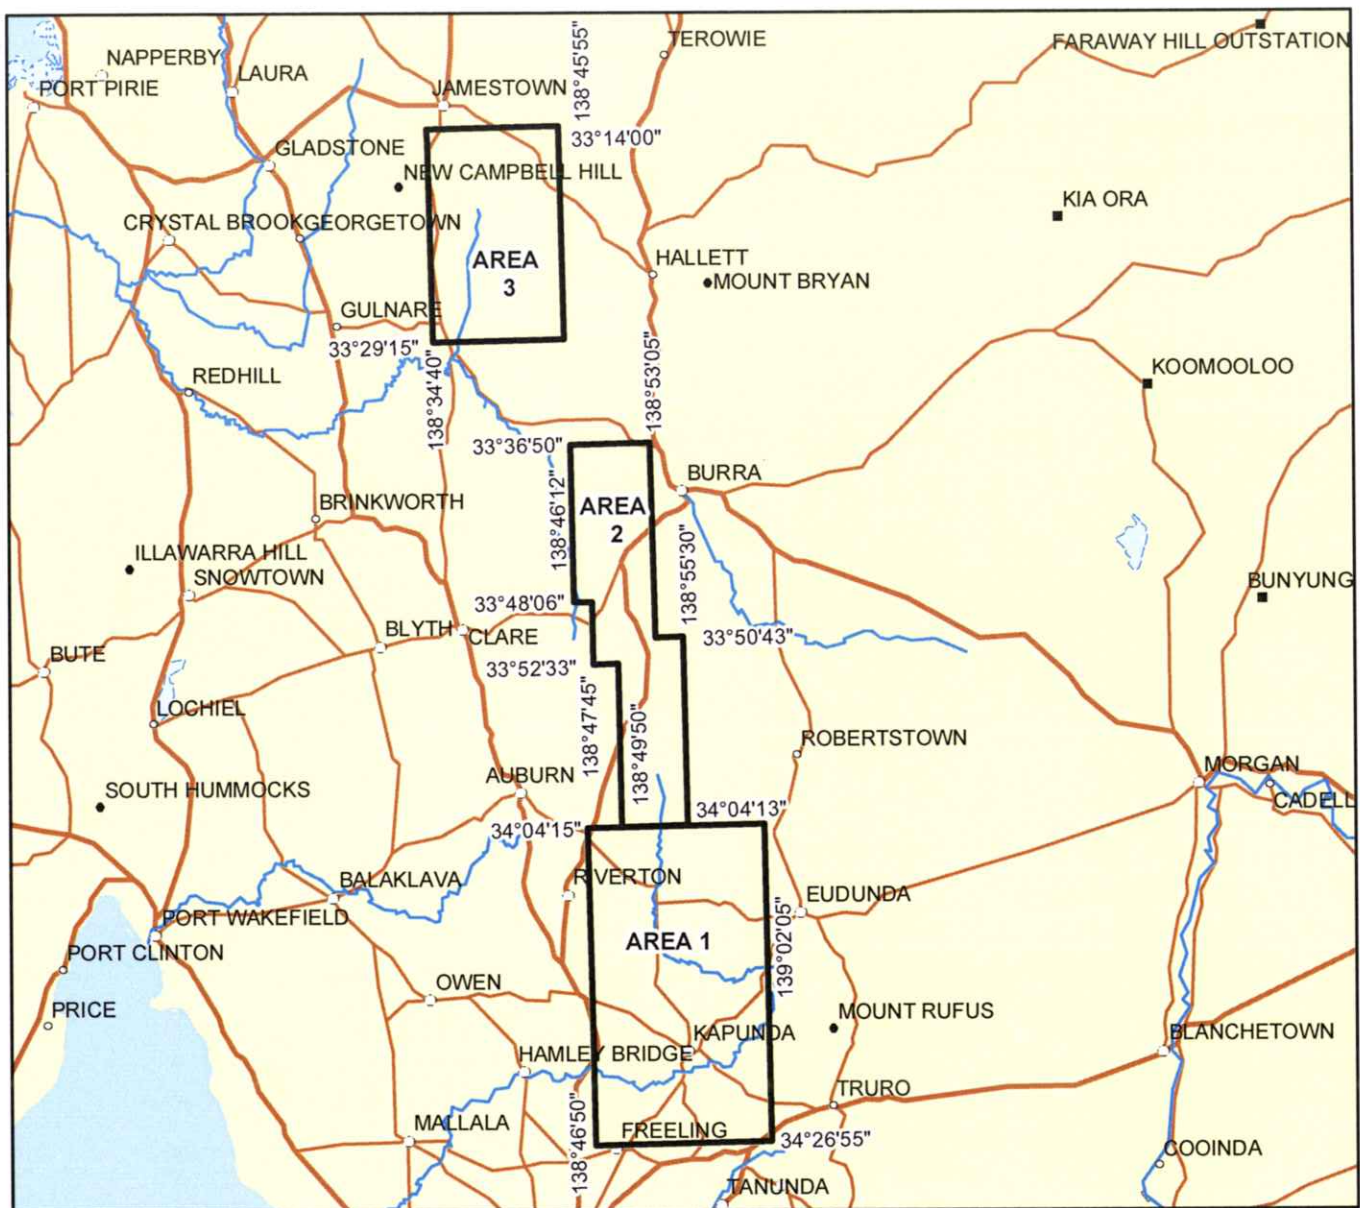 TEROWIE
FARAWAY HILL OUTSTATION
NAPPERBY
LAURA
PORT PIRIE
JAMESTOWN
138°45'55"
33°14'00"
GLADSTONE
NEW CAMPBELL HILL
KIA ORA
CRYSTAL BROOK
GEORGETOWN
AREA
3
HALLETT
MOUNT BRYAN
GULNARE
33°29'15"
138°34'40"
138°53'05"
KOOMOOLOO
REDHILL
33°36'50"
BURRA
BRINKWORTH
138°46'12"
AREA
2
ILLAWARRA HILL
SNOWTOWN
138°55'30"
BUNYUNG
33°48'06"
BLYTH
CLARE
33°50'43"
BUTE
33°52'33"
LOCHIEL
138°47'45"
138°49'50"
ROBERTSTOWN
MORGAN
AUBURN
SOUTH HUMMOCKS
CADELL
34°04'13"
34°04'15"
BALAKLAVA
RIVERTON
EUDUNDA
PORT WAKEFIELD
AREA 1
139°02'05"
PORT CLINTON
OWEN
PRICE
MOUNT RUFUS
KAPUNDA
BLANCHETOWN
HAMLEY BRIDGE
TRURO
MALLALA
138°46'50"
FREELING
34°26'55"
COOINDA
TANUNDA